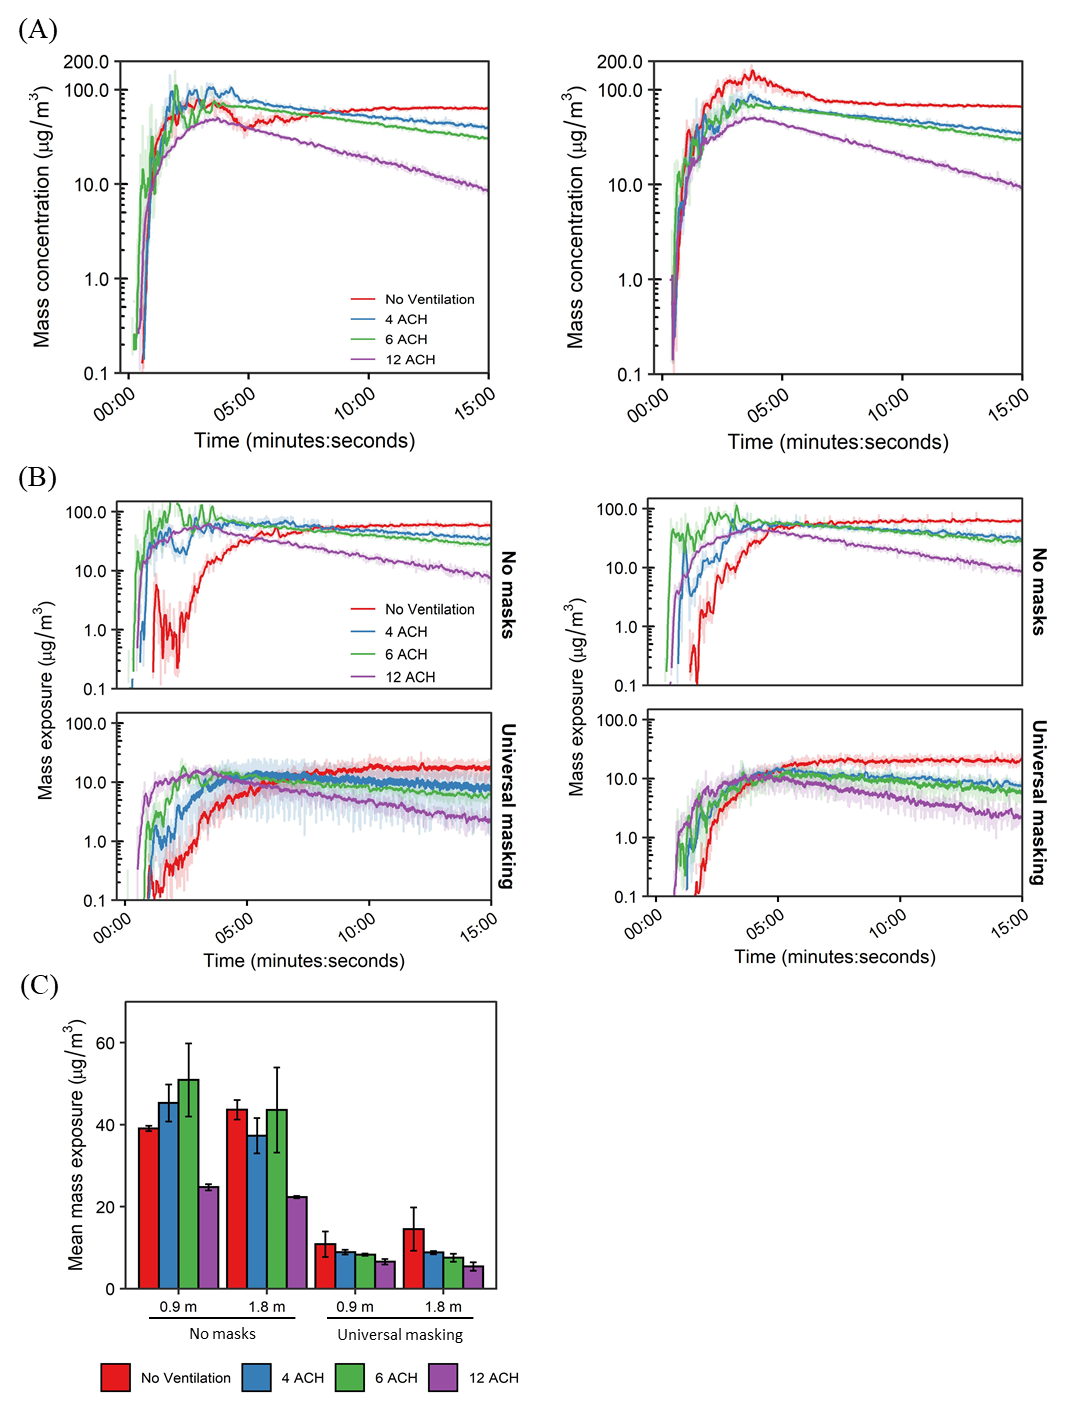 (A)
200.0
100.0
10.0
1.0
0.1
Mass concentration (µg/m³)
No Ventilation
4 ACH
6 ACH
12 ACH
00:00
05:00
10:00
15:00
Time (minutes:seconds)
200.0
100.0
10.0
1.0
0.1
Mass concentration (µg/m³)
00:00
05:00
10:00
15:00
Time (minutes:seconds)
(B)
Mass exposure (µg/m³)
100.0
10.0
1.0
0.1
No Ventilation
4 ACH
6 ACH
12 ACH
No masks
100.0
10.0
1.0
0.1
Universal masking
00:00
05:00
10:00
15:00
Time (minutes:seconds)
Mass exposure (µg/m³)
100.0
10.0
1.0
0.1
No masks
100.0
10.0
1.0
0.1
Universal masking
00:00
05:00
10:00
15:00
Time (minutes:seconds)
(C)
Mean mass exposure (µg/m³)
60
40
20
0
0.9 m 1.8 m 0.9 m 1.8 m
No masks Universal masking
No Ventilation 4 ACH 6 ACH 12 ACH